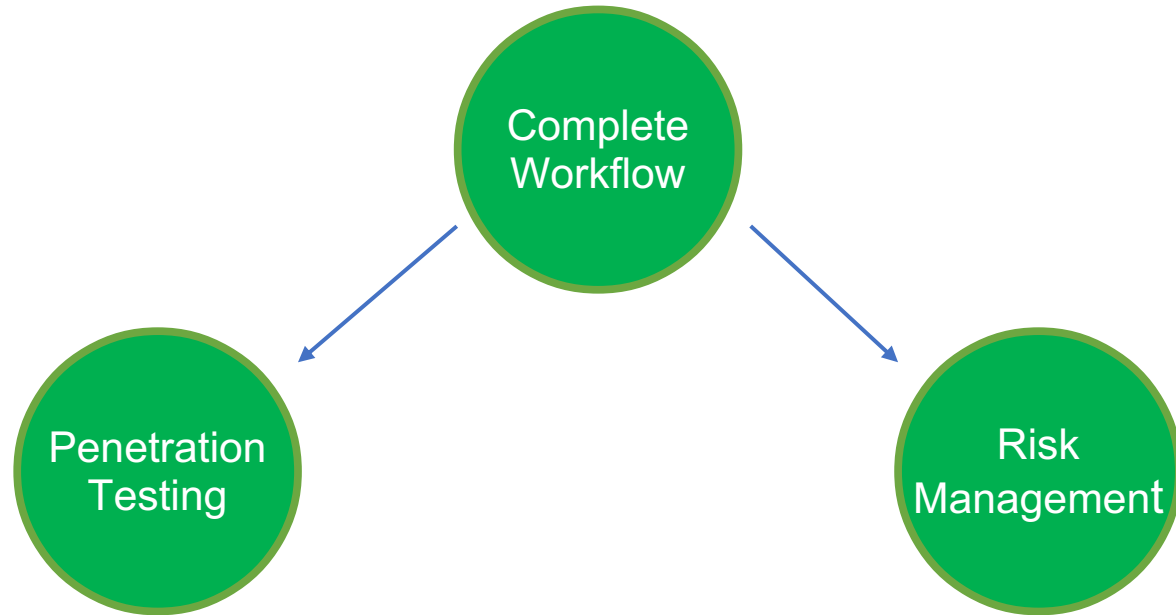 Complete
Workflow
Penetration
Testing
Risk
Management